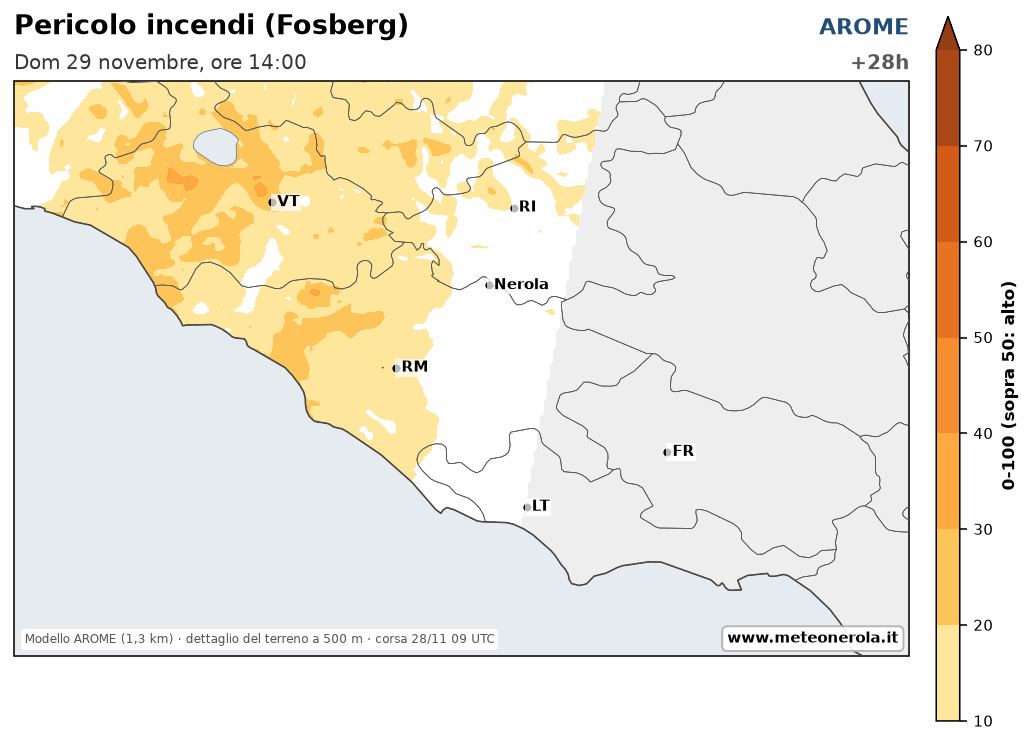 Pericolo incendi (Fosberg)
AROME
Dom 29 novembre, ore 14:00
+28h
80
70
60
50
40
30
20
10
0-100 (sopra 50: alto)
VT
RI
Nerola
RM
FR
LT
Modello AROME (1,3 km) · dettaglio del terreno a 500 m · corsa 28/11 09 UTC
www.meteonerola.it